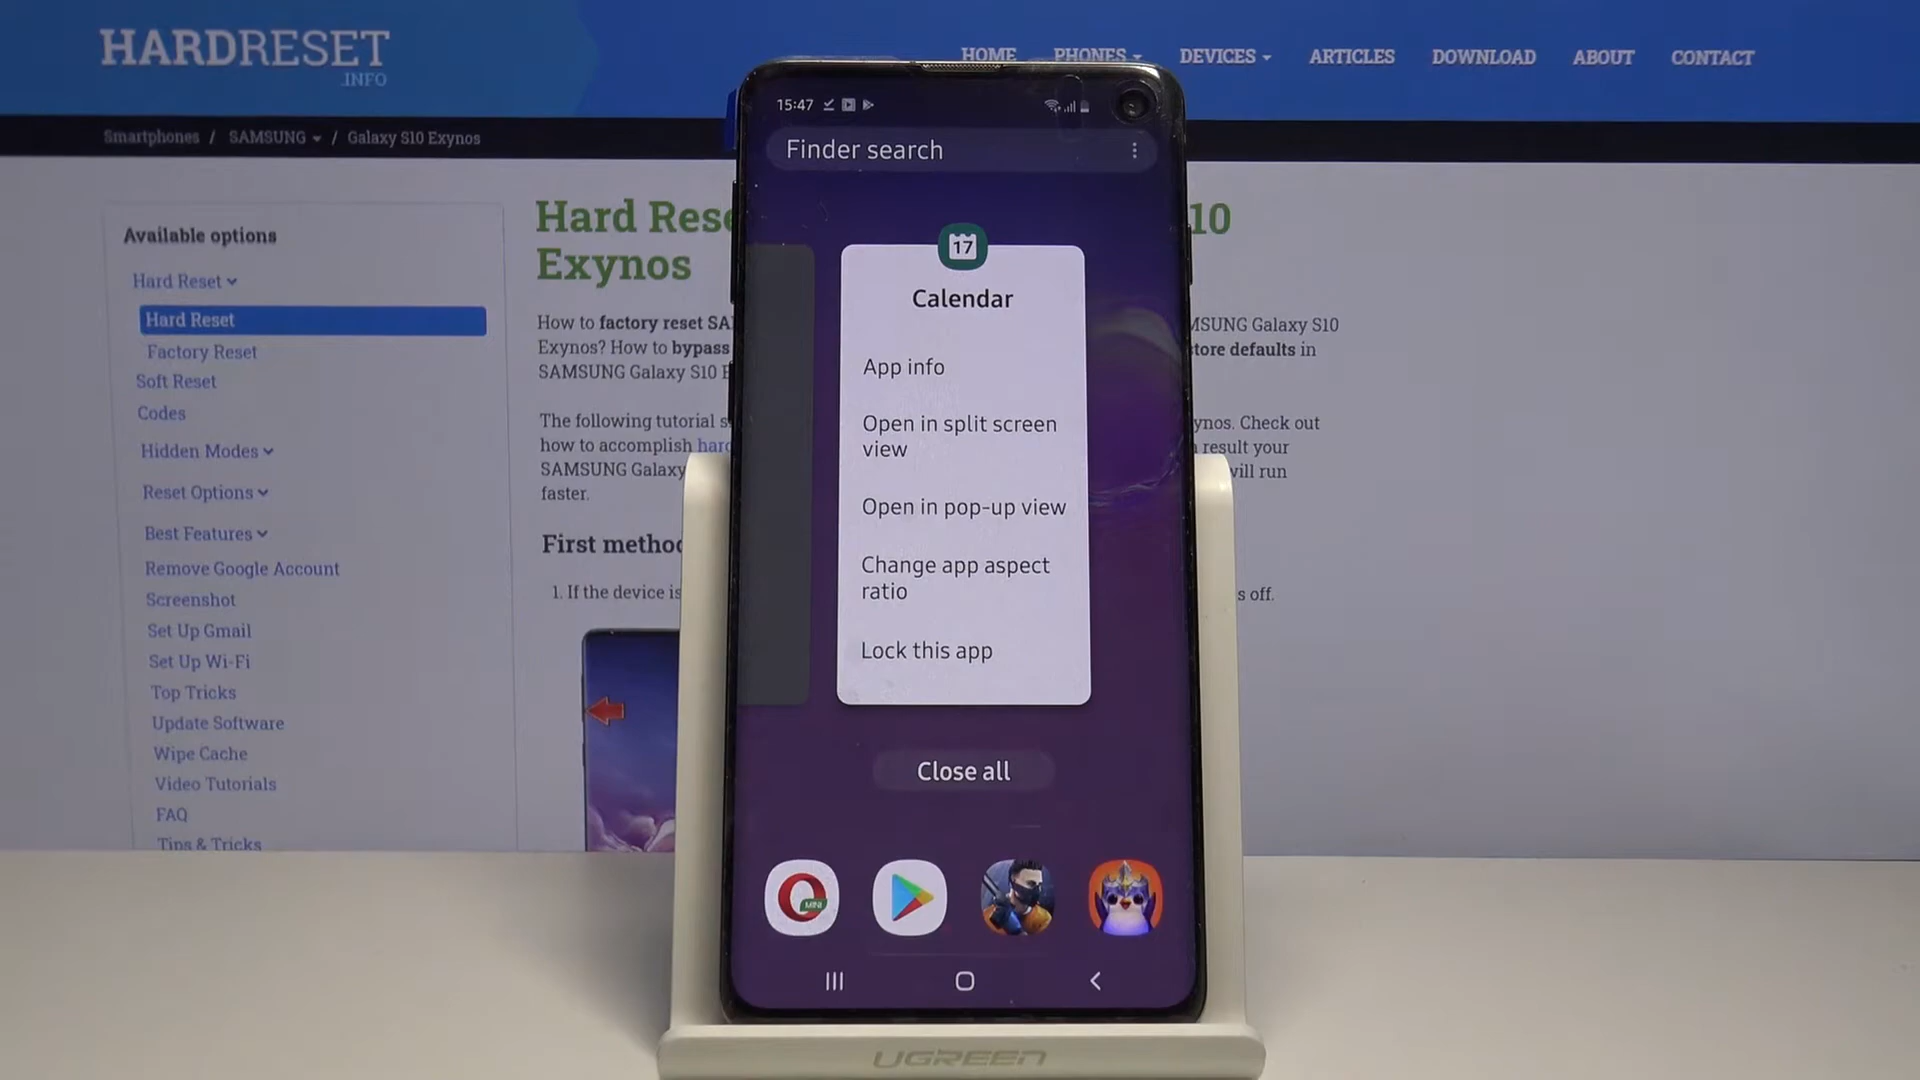 HARDRESET
.INFO
HOME PHONES DEVICES ARTICLES DOWNLOAD ABOUT CONTACT
Smartphones / SAMSUNG / Galaxy S10 Exynos
Available options
Hard Reset
Hard Reset
Factory Reset
Soft Reset
Codes
Hidden Modes
Reset Options
Best Features
Remove Google Account
Screenshot
Set Up Gmail
Set Up Wi-Fi
Top Tricks
Update Software
Wipe Cache
Video Tutorials
FAQ
Tips & Tricks
Hard Rese 10
Exynos
How to factory reset SA MSUNG Galaxy S10
Exynos? How to bypass store defaults in
SAMSUNG Galaxy S10 E
The following tutorial s ynos. Check out
how to accomplish hard result your
SAMSUNG Galaxy will run
faster.
First metho
1. If the device is s off.
15:47
Finder search
17
Calendar
App info
Open in split screen
view
Open in pop-up view
Change app aspect
ratio
Lock this app
Close all
MINI
UGREEN